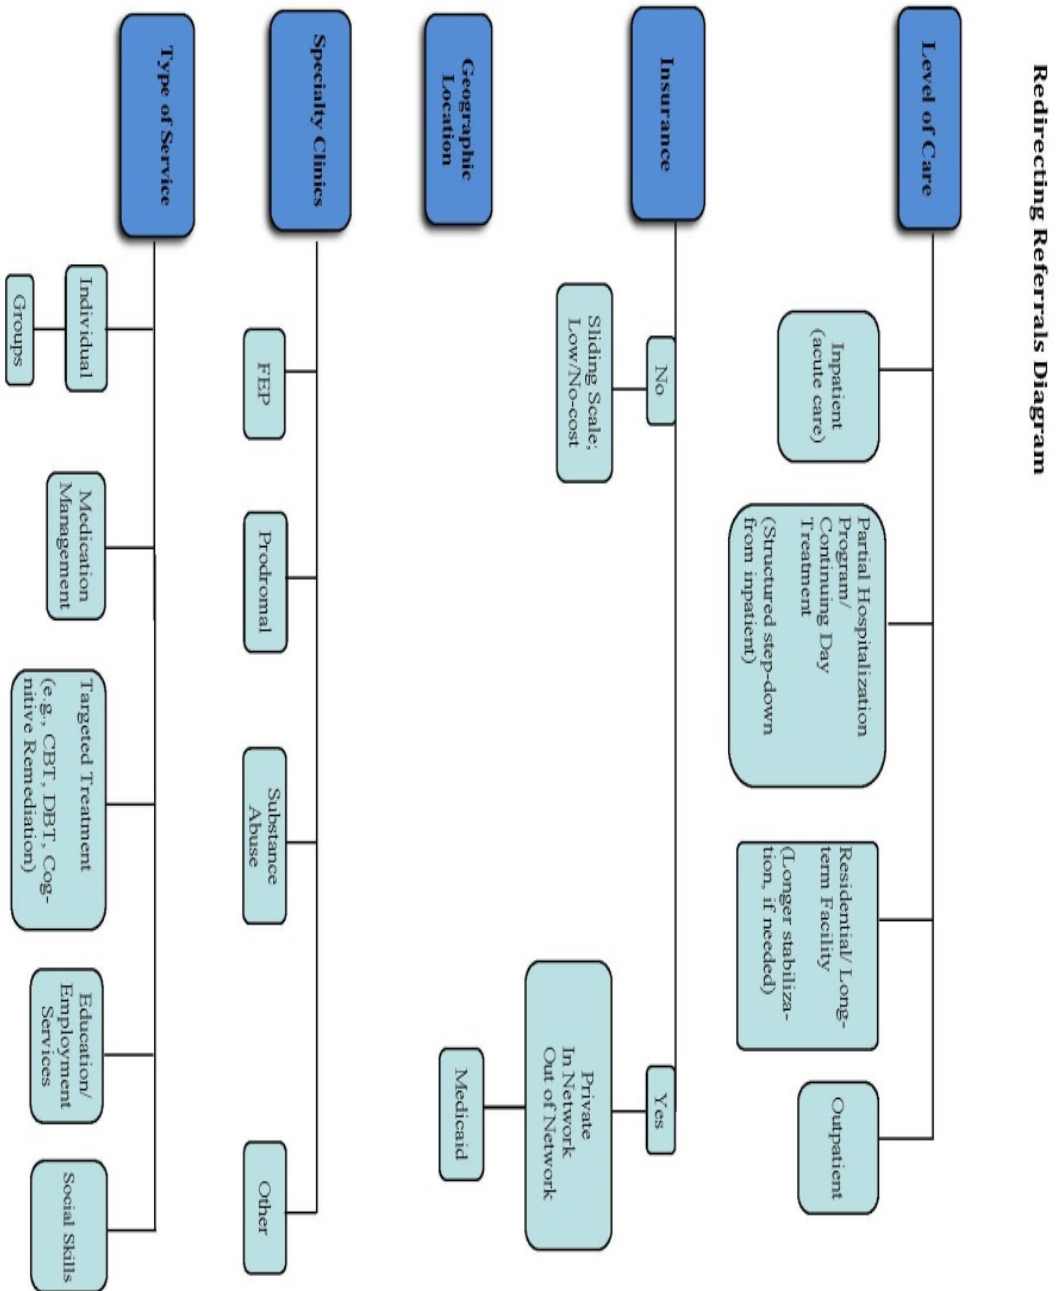 Redirecting Referrals Diagram
Level of Care
Inpatient
(acute care)
Partial Hospitalization
Program/
Continuing Day
Treatment
(Structured step-down
from inpatient)
Residential/ Long-
term Facility
(Longer stabiliza-
tion, if needed)
Outpatient
Insurance
No
Sliding Scale;
Low/No-cost
Yes
Private
In Network
Out of Network
Medicaid
Geographic
Location
Specialty Clinics
FEP
Prodromal
Substance
Abuse
Other
Type of Service
Individual
Groups
Medication
Management
Targeted Treatment
(e.g., CBT, DBT, Cog-
nitive Remediation)
Education/
Employment
Services
Social Skills